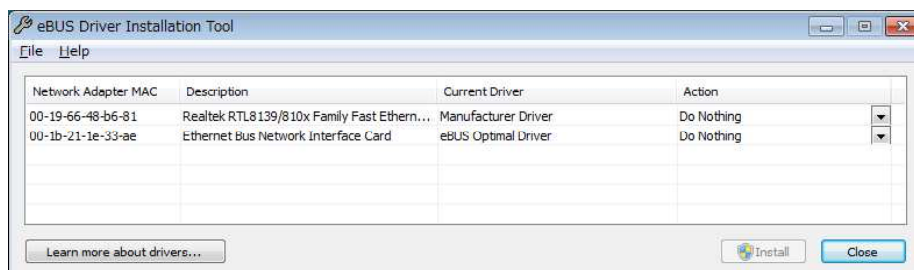 eBUS Driver Installation Tool
File Help
Network Adapter MAC Description Current Driver Action
00-19-66-48-b6-81 Realtek RTL8139/810x Family Fast Ethern... Manufacturer Driver Do Nothing
00-1b-21-1e-33-ae Ethernet Bus Network Interface Card eBUS Optimal Driver Do Nothing
Learn more about drivers... Install Close